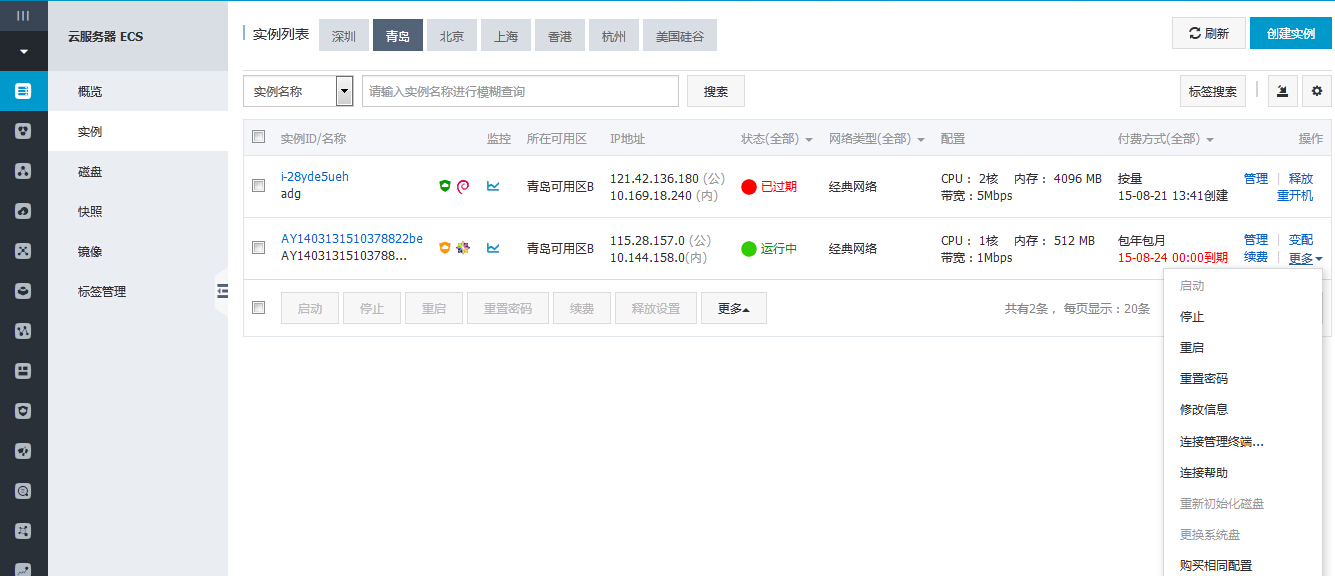 云服务器 ECS
概览
实例
磁盘
快照
镜像
标签管理
实例列表 深圳 青岛 北京 上海 香港 杭州 美国硅谷 刷新 创建实例
实例名称 请输入实例名称进行模糊查询 搜索 标签搜索
实例ID/名称 监控 所在可用区 IP地址 状态(全部) 网络类型(全部) 配置 付费方式(全部) 操作
i-28yde5ueh 青岛可用区B 121.42.136.180 (公) 已过期 经典网络 CPU： 2核 内存： 4096 MB 按量 管理 释放
adg 10.169.18.240 (内) 带宽：5Mbps 15-08-21 13:41创建 重开机
AY1403131510378822be 青岛可用区B 115.28.157.0 (公) 运行中 经典网络 CPU： 1核 内存： 512 MB 包年包月 管理 变配
AY14031315103788... 10.144.158.0(内) 带宽：1Mbps 15-08-24 00:00到期 续费 更多
启动 停止 重启 重置密码 续费 释放设置 更多 共有2条， 每页显示：20条
启动
停止
重启
重置密码
修改信息
连接管理终端...
连接帮助
重新初始化磁盘
更换系统盘
购买相同配置